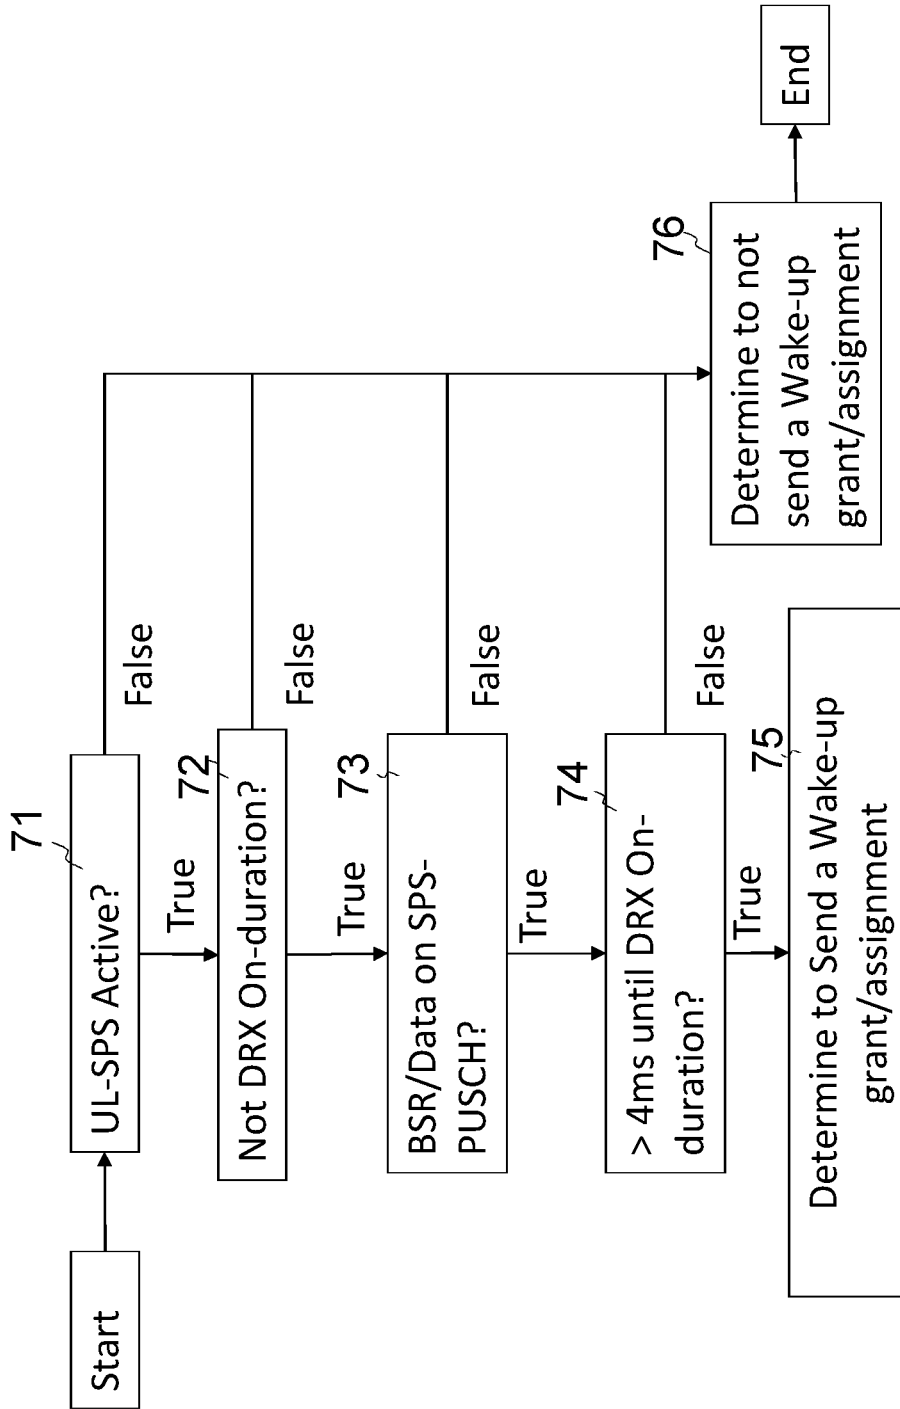 Start
71
UL-SPS Active?
True
False
72
Not DRX On-duration?
True
False
73
BSR/Data on SPS-
PUSCH?
True
False
74
> 4ms until DRX On-
duration?
True
False
75
Determine to Send a Wake-up
grant/assignment
76
Determine to not
send a Wake-up
grant/assignment
End